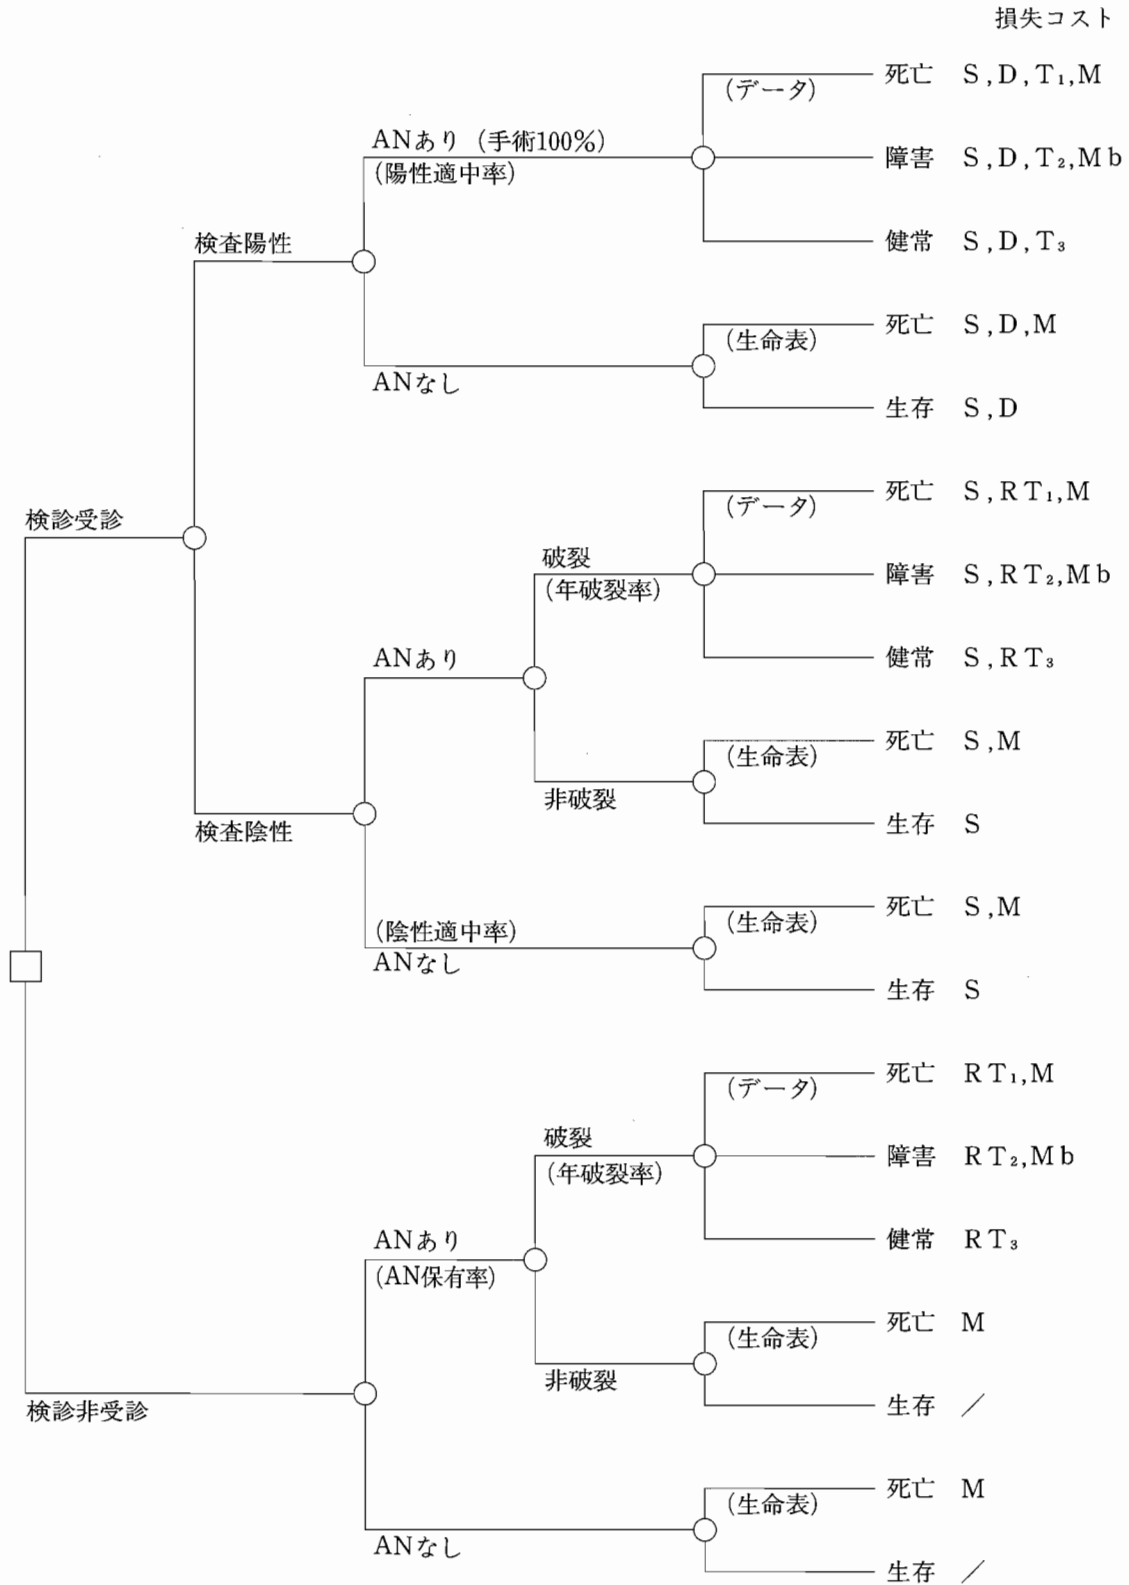 損失コスト
(データ) 死亡 S,D,T₁,M
ANあり (手術100%)
(陽性適中率)
障害 S,D,T₂,Mb
健常 S,D,T₃
検査陽性
(生命表) 死亡 S,D,M
ANなし
生存 S,D
検診受診
(データ) 死亡 S,RT₁,M
破裂
(年破裂率)
障害 S,RT₂,Mb
健常 S,RT₃
ANあり
(生命表) 死亡 S,M
非破裂
生存 S
検査陰性
(生命表) 死亡 S,M
(陰性適中率)
ANなし
生存 S
(データ) 死亡 RT₁,M
破裂
(年破裂率)
障害 RT₂,Mb
健常 RT₃
ANあり
(AN保有率)
(生命表) 死亡 M
非破裂
生存 /
検診非受診
(生命表) 死亡 M
ANなし
生存 /